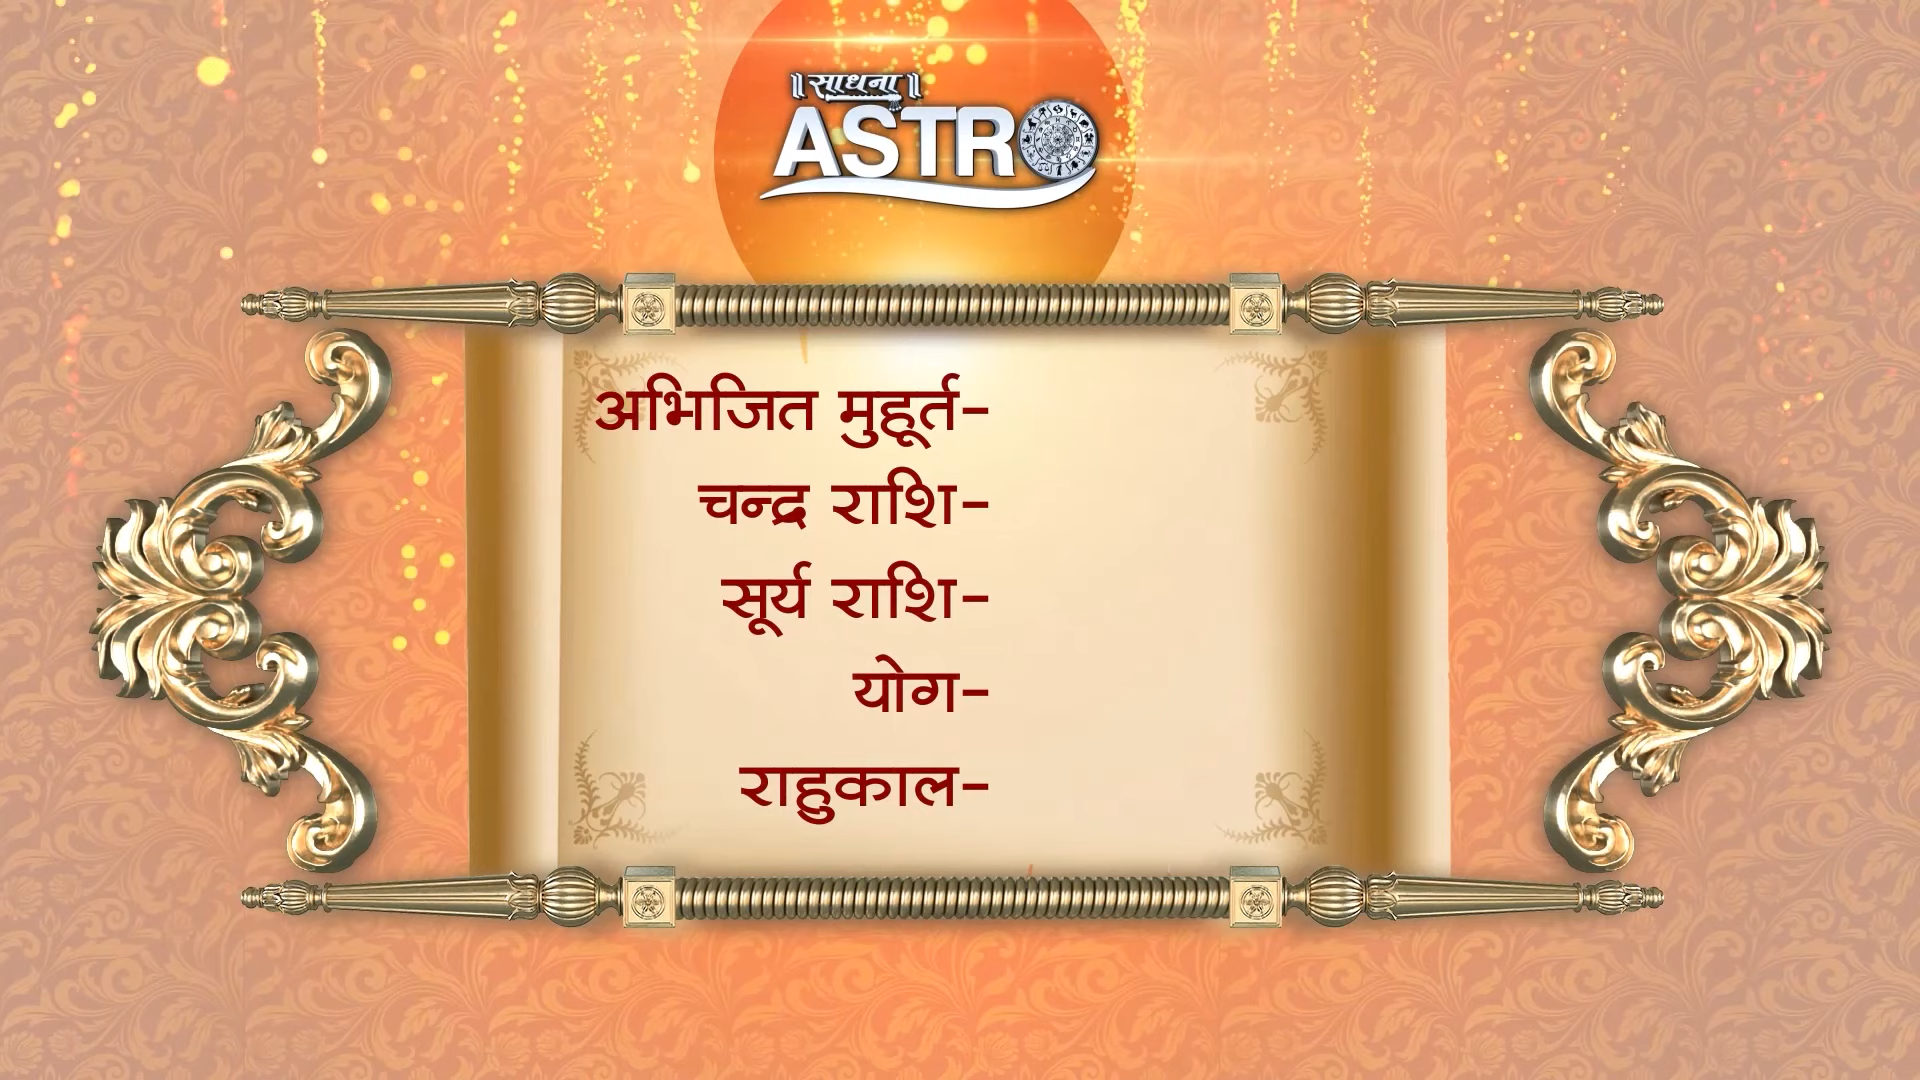 ॥ साधना ॥
ASTRO
अभिजित मुहूर्त-
चन्द्र राशि-
सूर्य राशि-
योग-
राहुकाल-